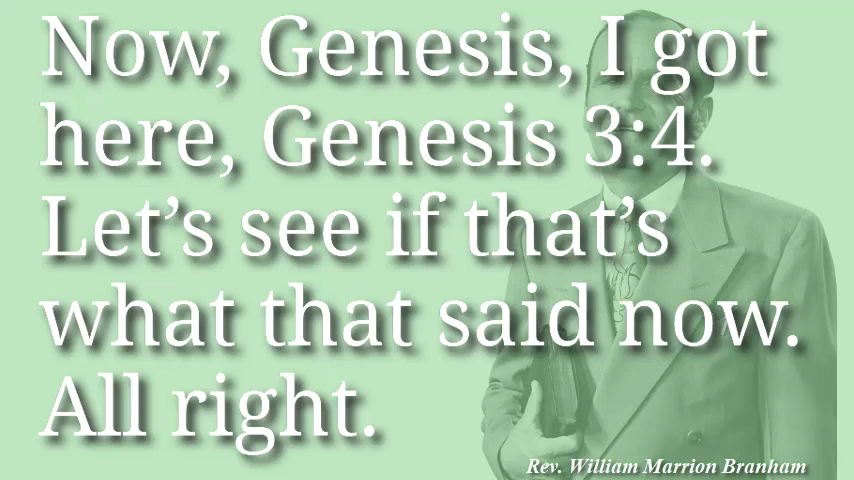 Now, Genesis, I got
here, Genesis 3:4.
Let’s see if that’s
what that said now.
All right.
Rev. William Marrion Branham